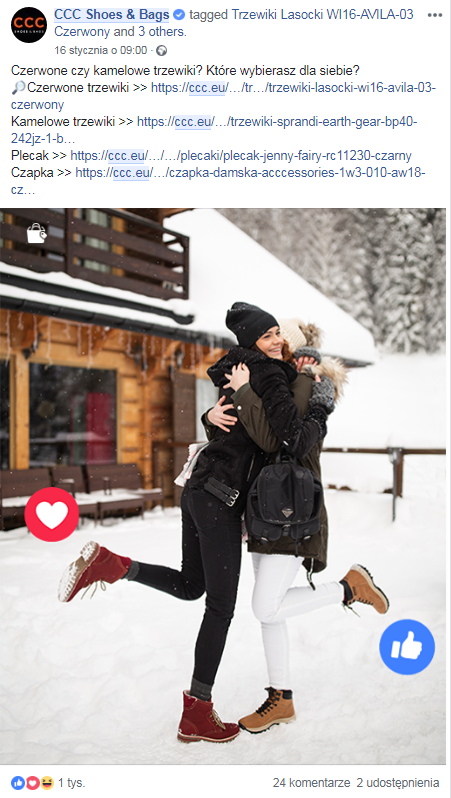 CCC
SHOES & BAGS
CCC Shoes & Bags tagged Trzewiki Lasocki WI16-AVILA-03
Czerwony and 3 others.
16 stycznia o 09:00 ·
Czerwone czy kamelowe trzewiki? Które wybierasz dla siebie?
🔎Czerwone trzewiki >> https://ccc.eu/…/tr…/trzewiki-lasocki-wi16-avila-03-
czerwony
Kamelowe trzewiki >> https://ccc.eu/…/trzewiki-sprandi-earth-gear-bp40-
242jz-1-b…
Plecak >> https://ccc.eu/…/…/plecaki/plecak-jenny-fairy-rc11230-czarny
Czapka >> https://ccc.eu/…/czapka-damska-acccessories-1w3-010-aw18-
cz…
1 tys.
24 komentarze 2 udostępnienia